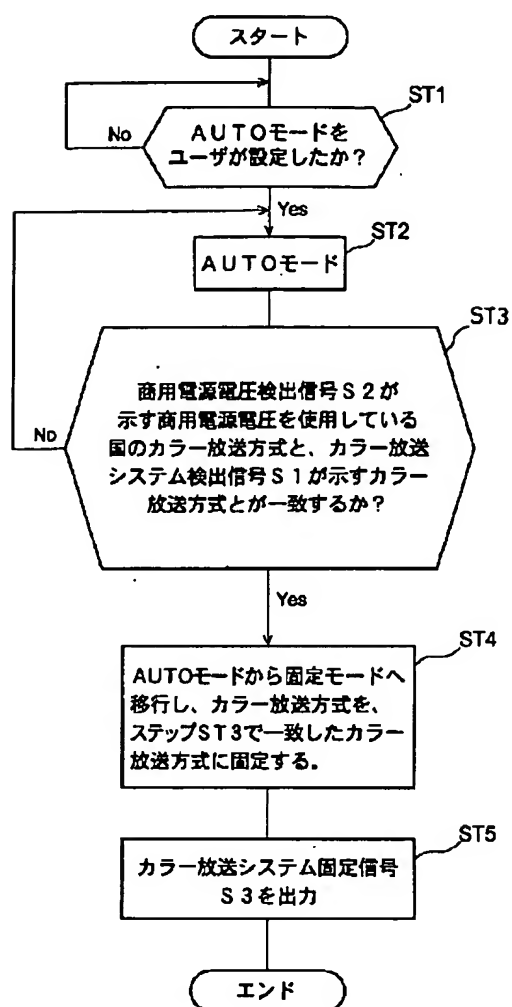 スタート
ST1
No
AUTOモードを
ユーザが設定したか？
Yes
ST2
AUTOモード
ST3
商用電源電圧検出信号S2が
示す商用電源電圧を使用している
国のカラー放送方式と、カラー放送
システム検出信号S1が示すカラー
放送方式とが一致するか？
No
Yes
ST4
AUTOモードから固定モードへ
移行し、カラー放送方式を、
ステップST3で一致したカラー
放送方式に固定する。
ST5
カラー放送システム固定信号
S3を出力
エンド